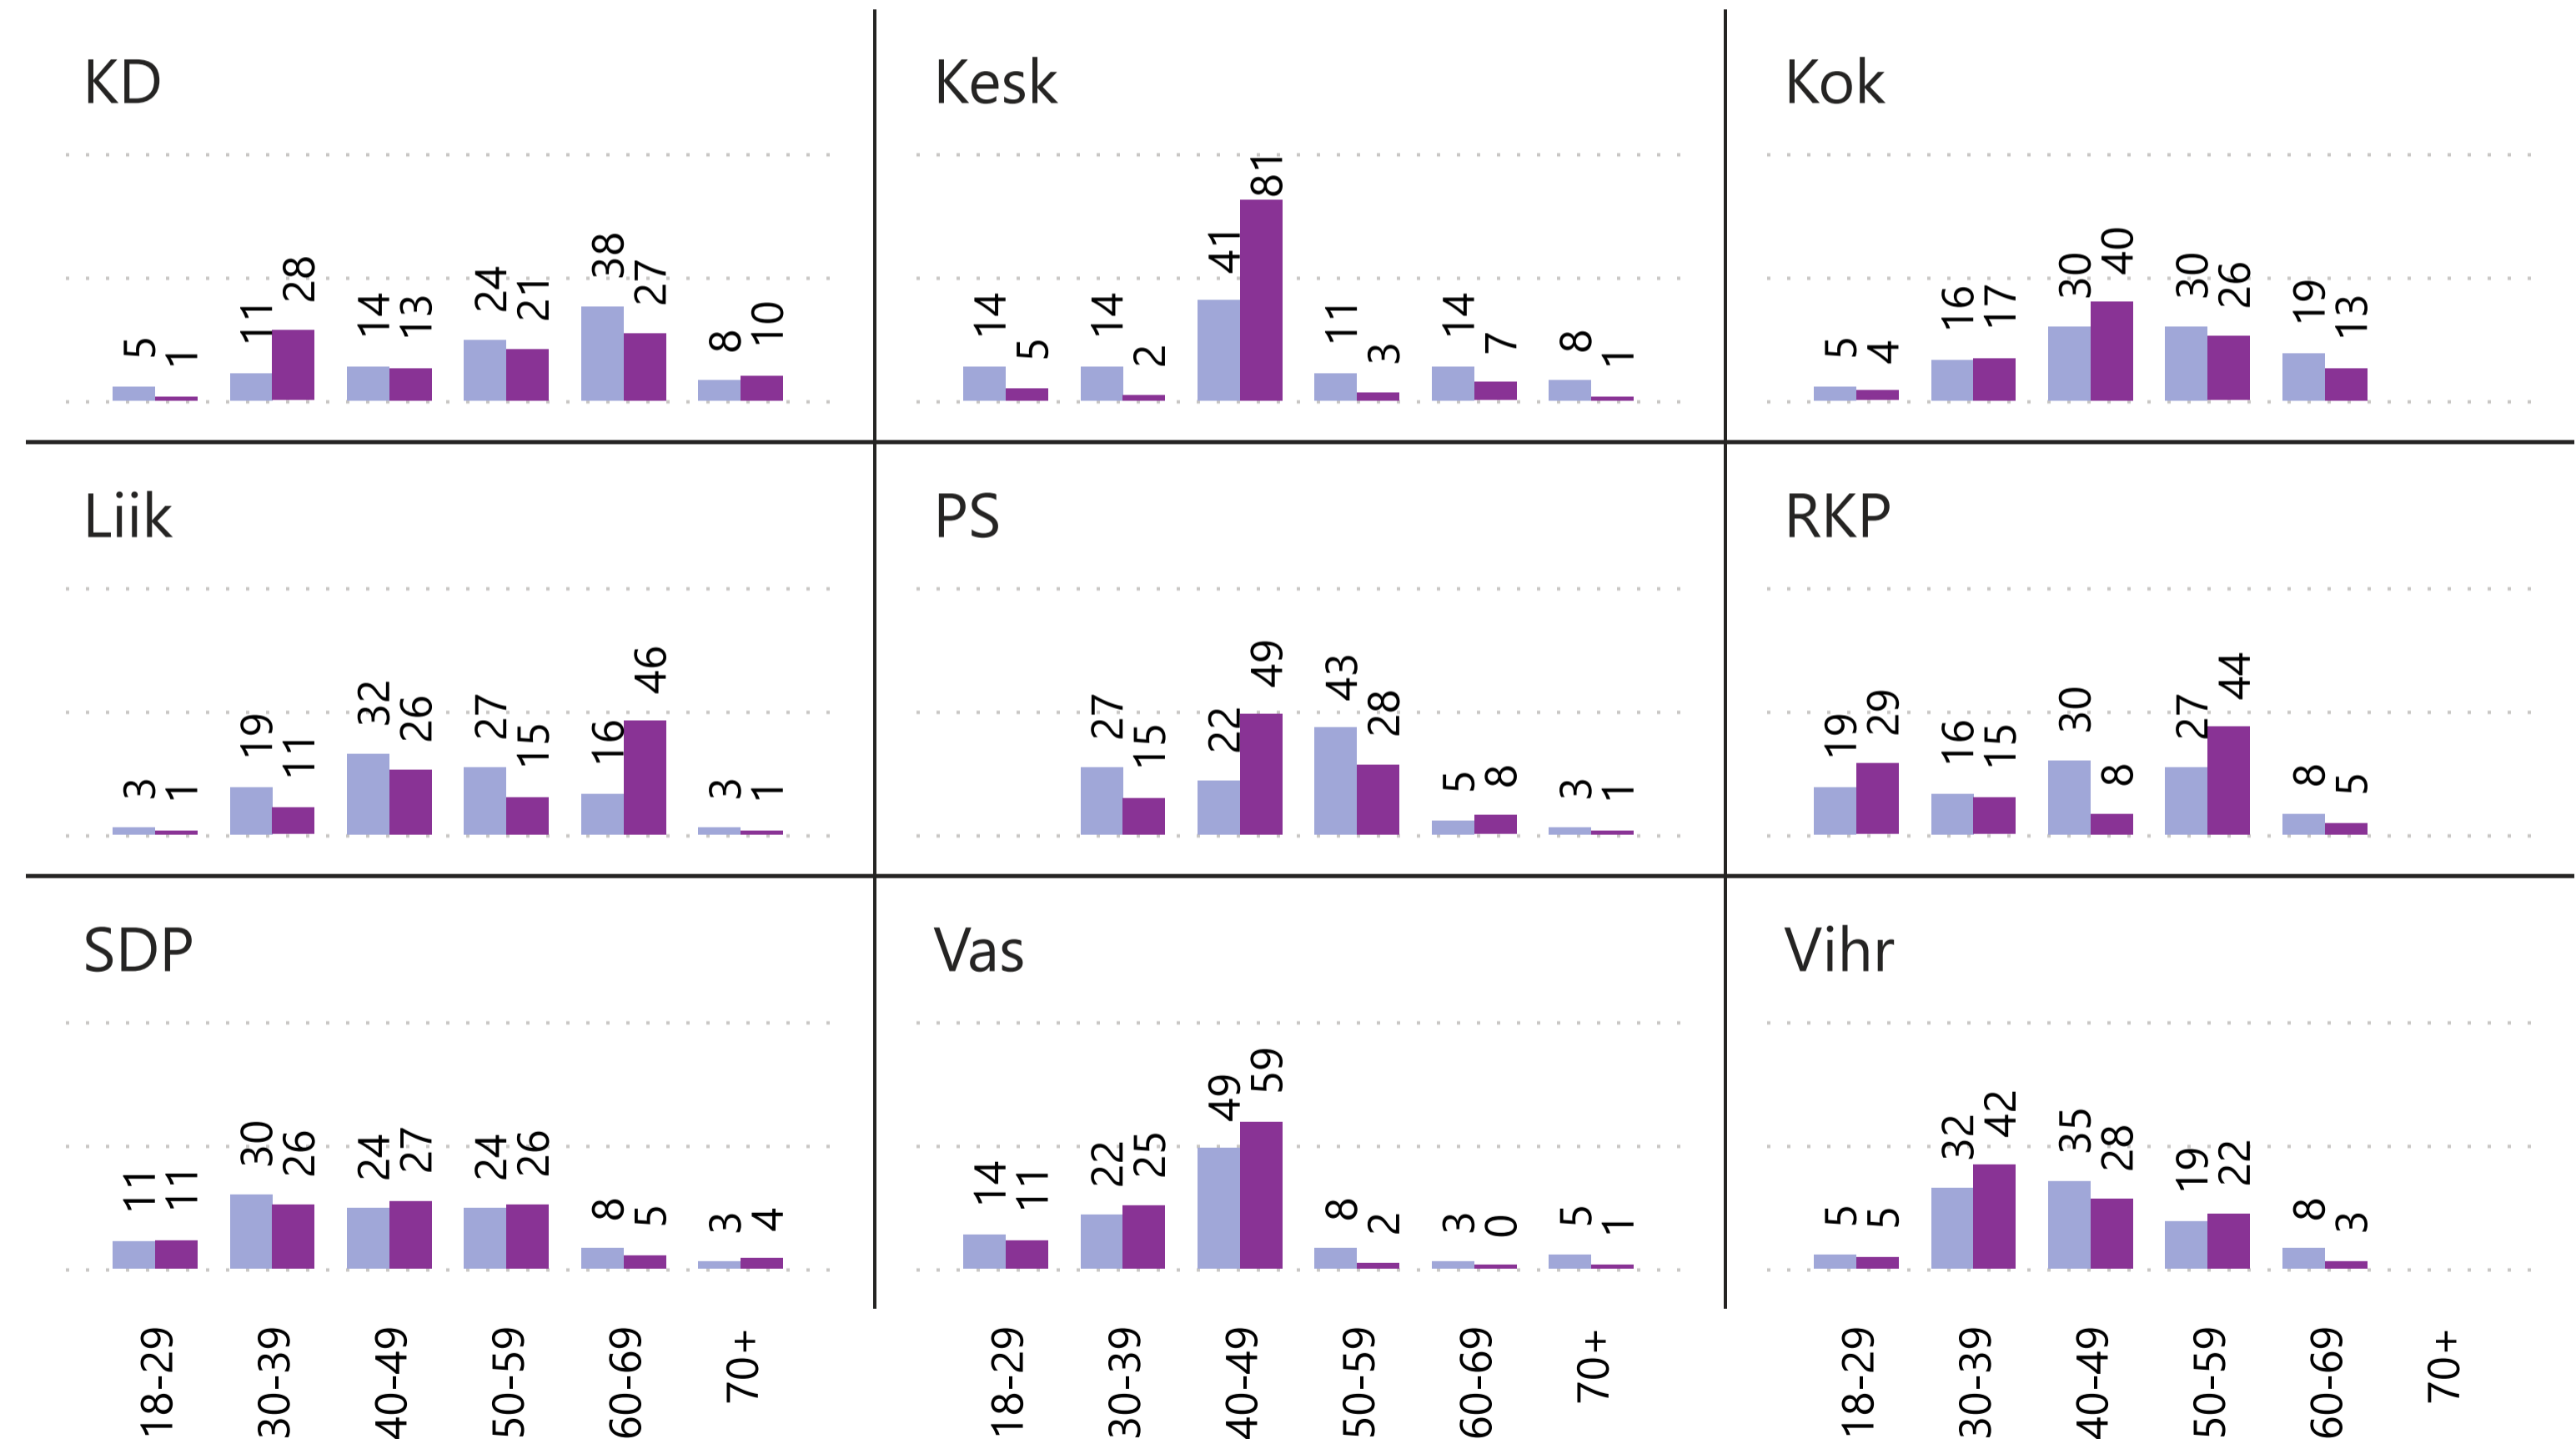 KD
5 1 11 28 14 13 24 21 38 27 8 10
Kesk
14 5 14 2 41 81 11 3 14 7 8 1
Kok
5 4 16 17 30 40 30 26 19 13
Liik
3 1 19 11 32 26 27 15 16 46 3 1
PS
27 15 22 49 43 28 5 8 3 1
RKP
19 29 16 15 30 8 27 44 8 5
SDP
11 11 30 26 24 27 24 26 8 5 3 4
Vas
14 11 22 25 49 59 8 2 3 0 5 1
Vihr
5 5 32 42 35 28 19 22 8 3
18-29 30-39 40-49 50-59 60-69 70+
18-29 30-39 40-49 50-59 60-69 70+
18-29 30-39 40-49 50-59 60-69 70+